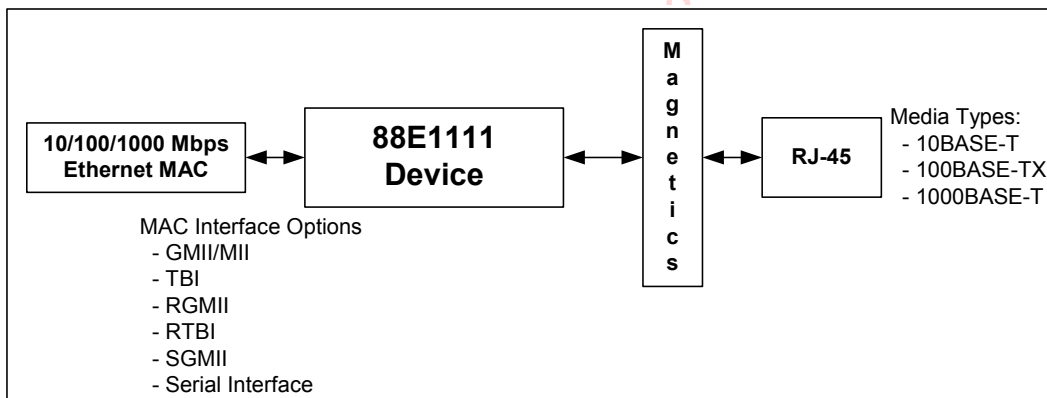 10/100/1000 Mbps
Ethernet MAC
88E1111
Device
Magnetics
RJ-45
Media Types:
- 10BASE-T
- 100BASE-TX
- 1000BASE-T
MAC Interface Options
- GMII/MII
- TBI
- RGMII
- RTBI
- SGMII
- Serial Interface